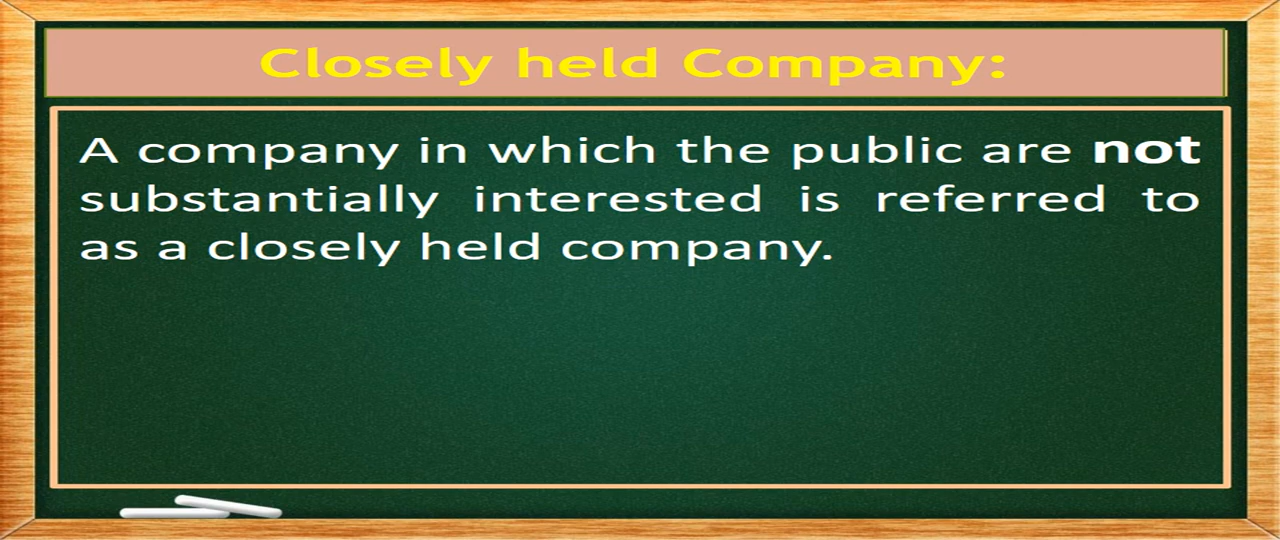 Closely held Company:
A company in which the public are not
substantially interested is referred to
as a closely held company.